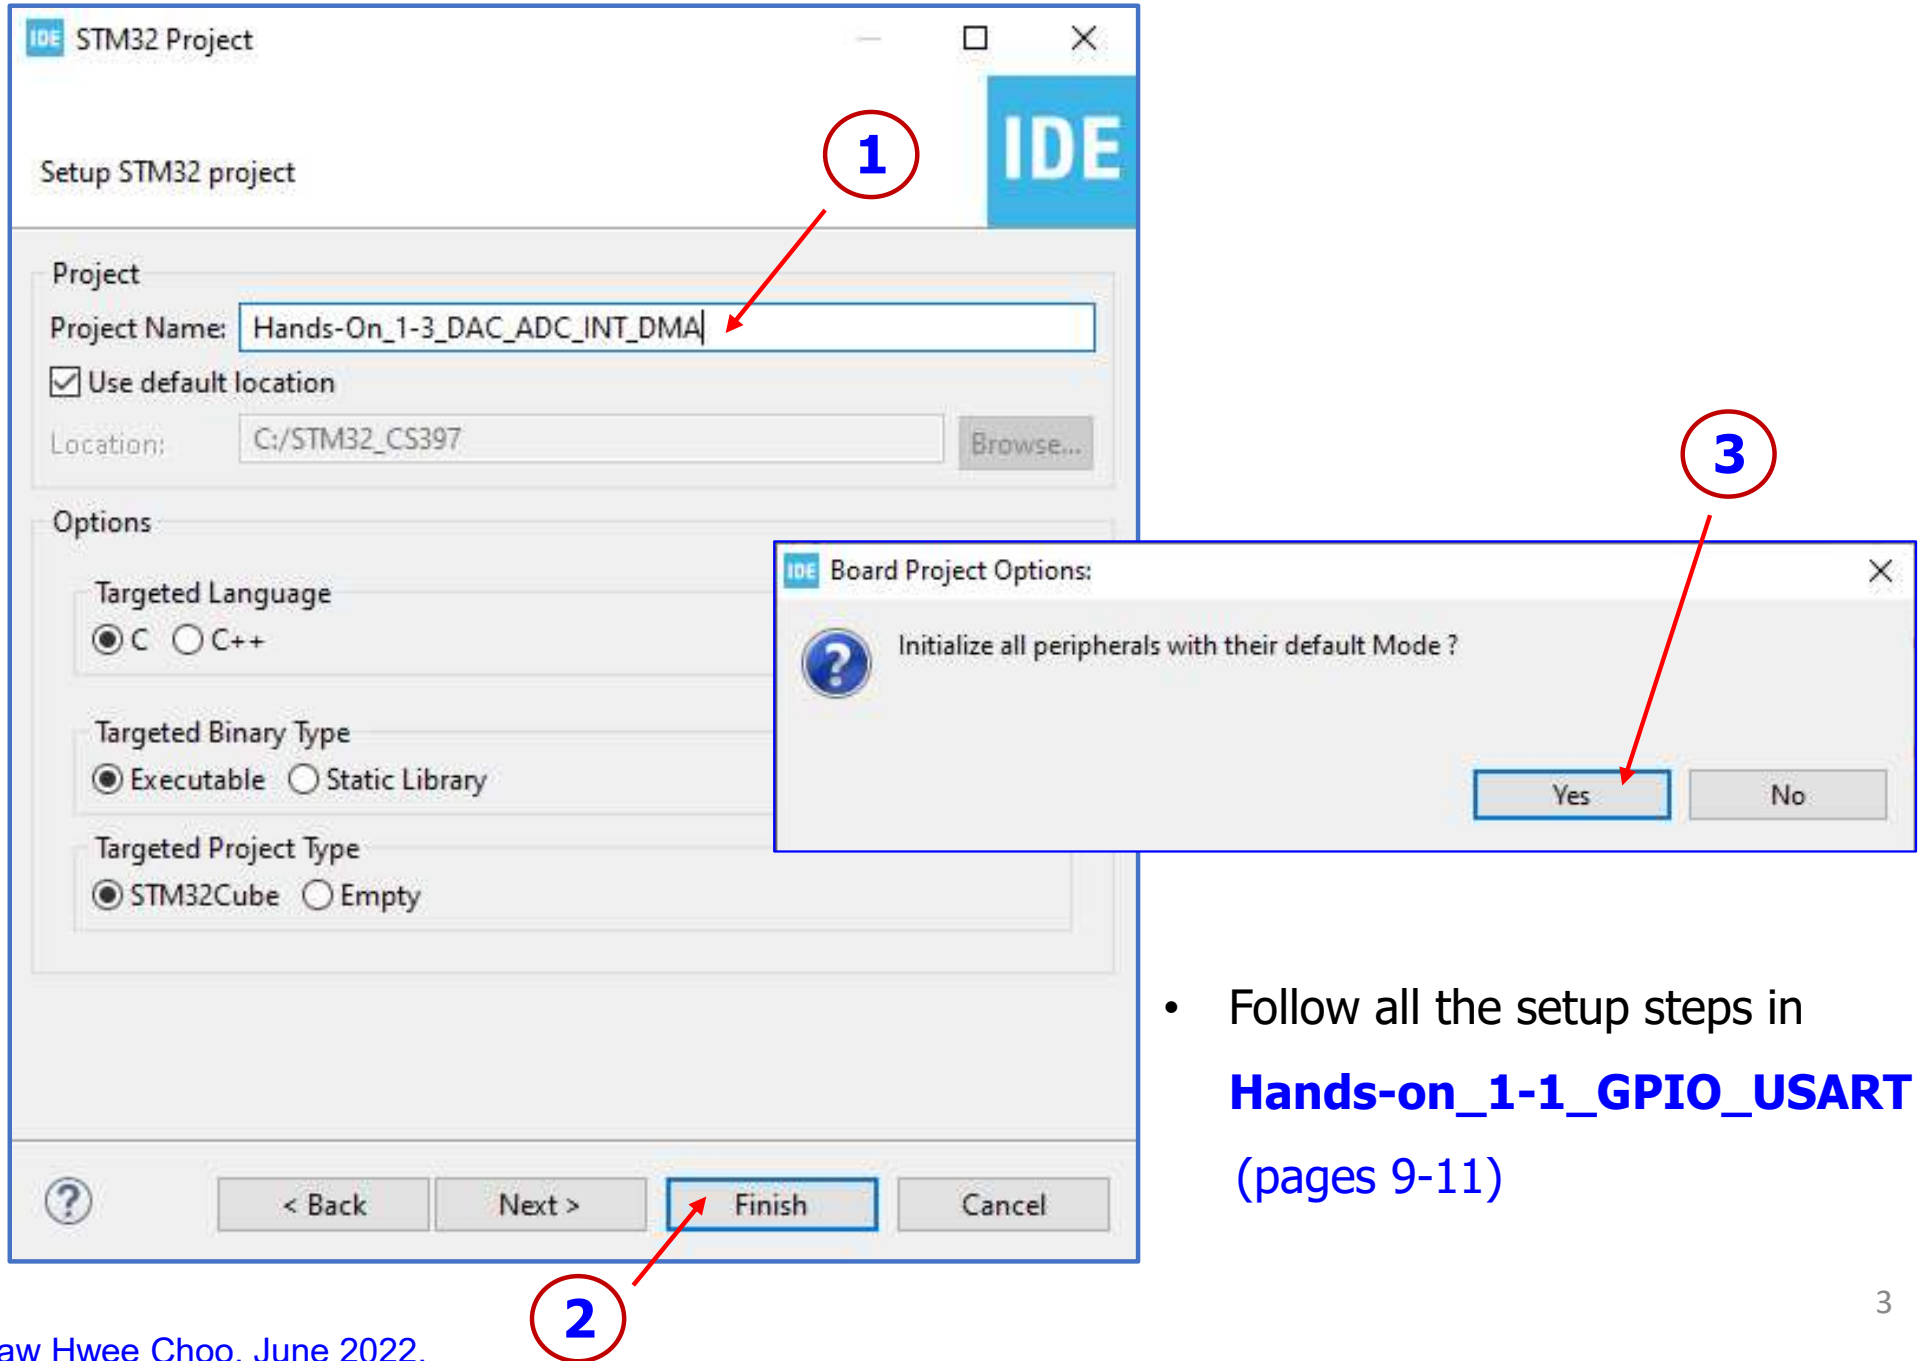 IDE STM32 Project
IDE
1
Setup STM32 project
Project
Project Name: Hands-On_1-3_DAC_ADC_INT_DMA
Use default location
Location: C:/STM32_CS397 Browse...
Options
Targeted Language
C C++
Targeted Binary Type
Executable Static Library
Targeted Project Type
STM32Cube Empty
? < Back Next > Finish Cancel
2
3
IDE Board Project Options:
? Initialize all peripherals with their default Mode ?
Yes No
• Follow all the setup steps in
Hands-on_1-1_GPIO_USART
(pages 9-11)
3
aw Hwee Choo, June 2022.